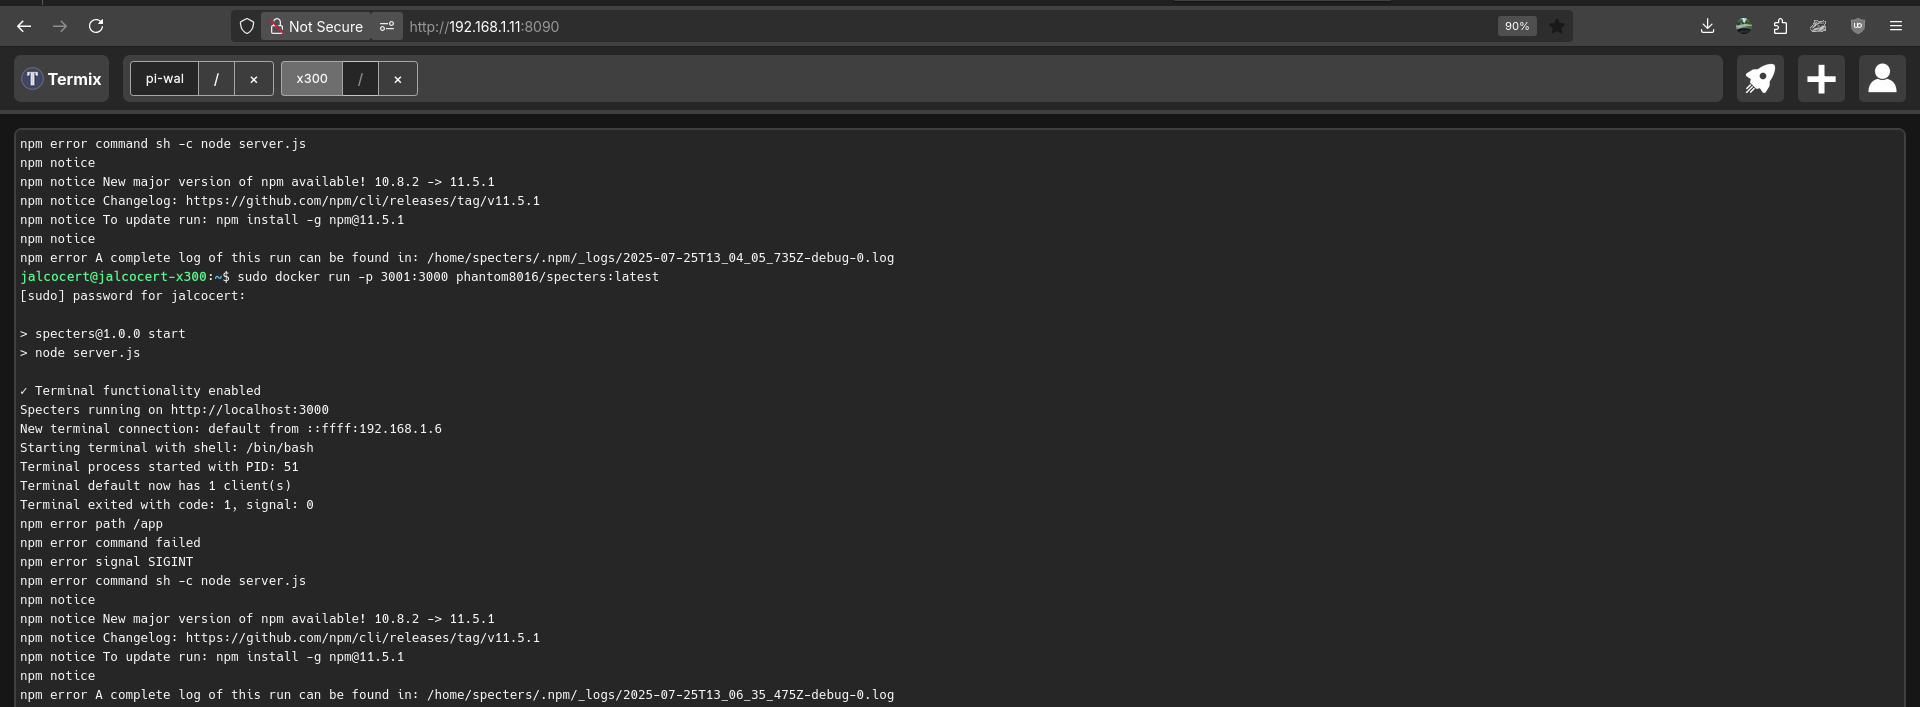 Not Secure http://192.168.1.11:8090 90%
Termix pi-wal / × x300 / ×
npm error command sh -c node server.js
npm notice
npm notice New major version of npm available! 10.8.2 -> 11.5.1
npm notice Changelog: https://github.com/npm/cli/releases/tag/v11.5.1
npm notice To update run: npm install -g npm@11.5.1
npm notice
npm error A complete log of this run can be found in: /home/specters/.npm/_logs/2025-07-25T13_04_05_735Z-debug-0.log
jalcocert@jalcocert-x300:~$ sudo docker run -p 3001:3000 phantom8016/specters:latest
[sudo] password for jalcocert:
> specters@1.0.0 start
> node server.js
✓ Terminal functionality enabled
Specters running on http://localhost:3000
New terminal connection: default from ::ffff:192.168.1.6
Starting terminal with shell: /bin/bash
Terminal process started with PID: 51
Terminal default now has 1 client(s)
Terminal exited with code: 1, signal: 0
npm error path /app
npm error command failed
npm error signal SIGINT
npm error command sh -c node server.js
npm notice
npm notice New major version of npm available! 10.8.2 -> 11.5.1
npm notice Changelog: https://github.com/npm/cli/releases/tag/v11.5.1
npm notice To update run: npm install -g npm@11.5.1
npm notice
npm error A complete log of this run can be found in: /home/specters/.npm/_logs/2025-07-25T13_06_35_475Z-debug-0.log